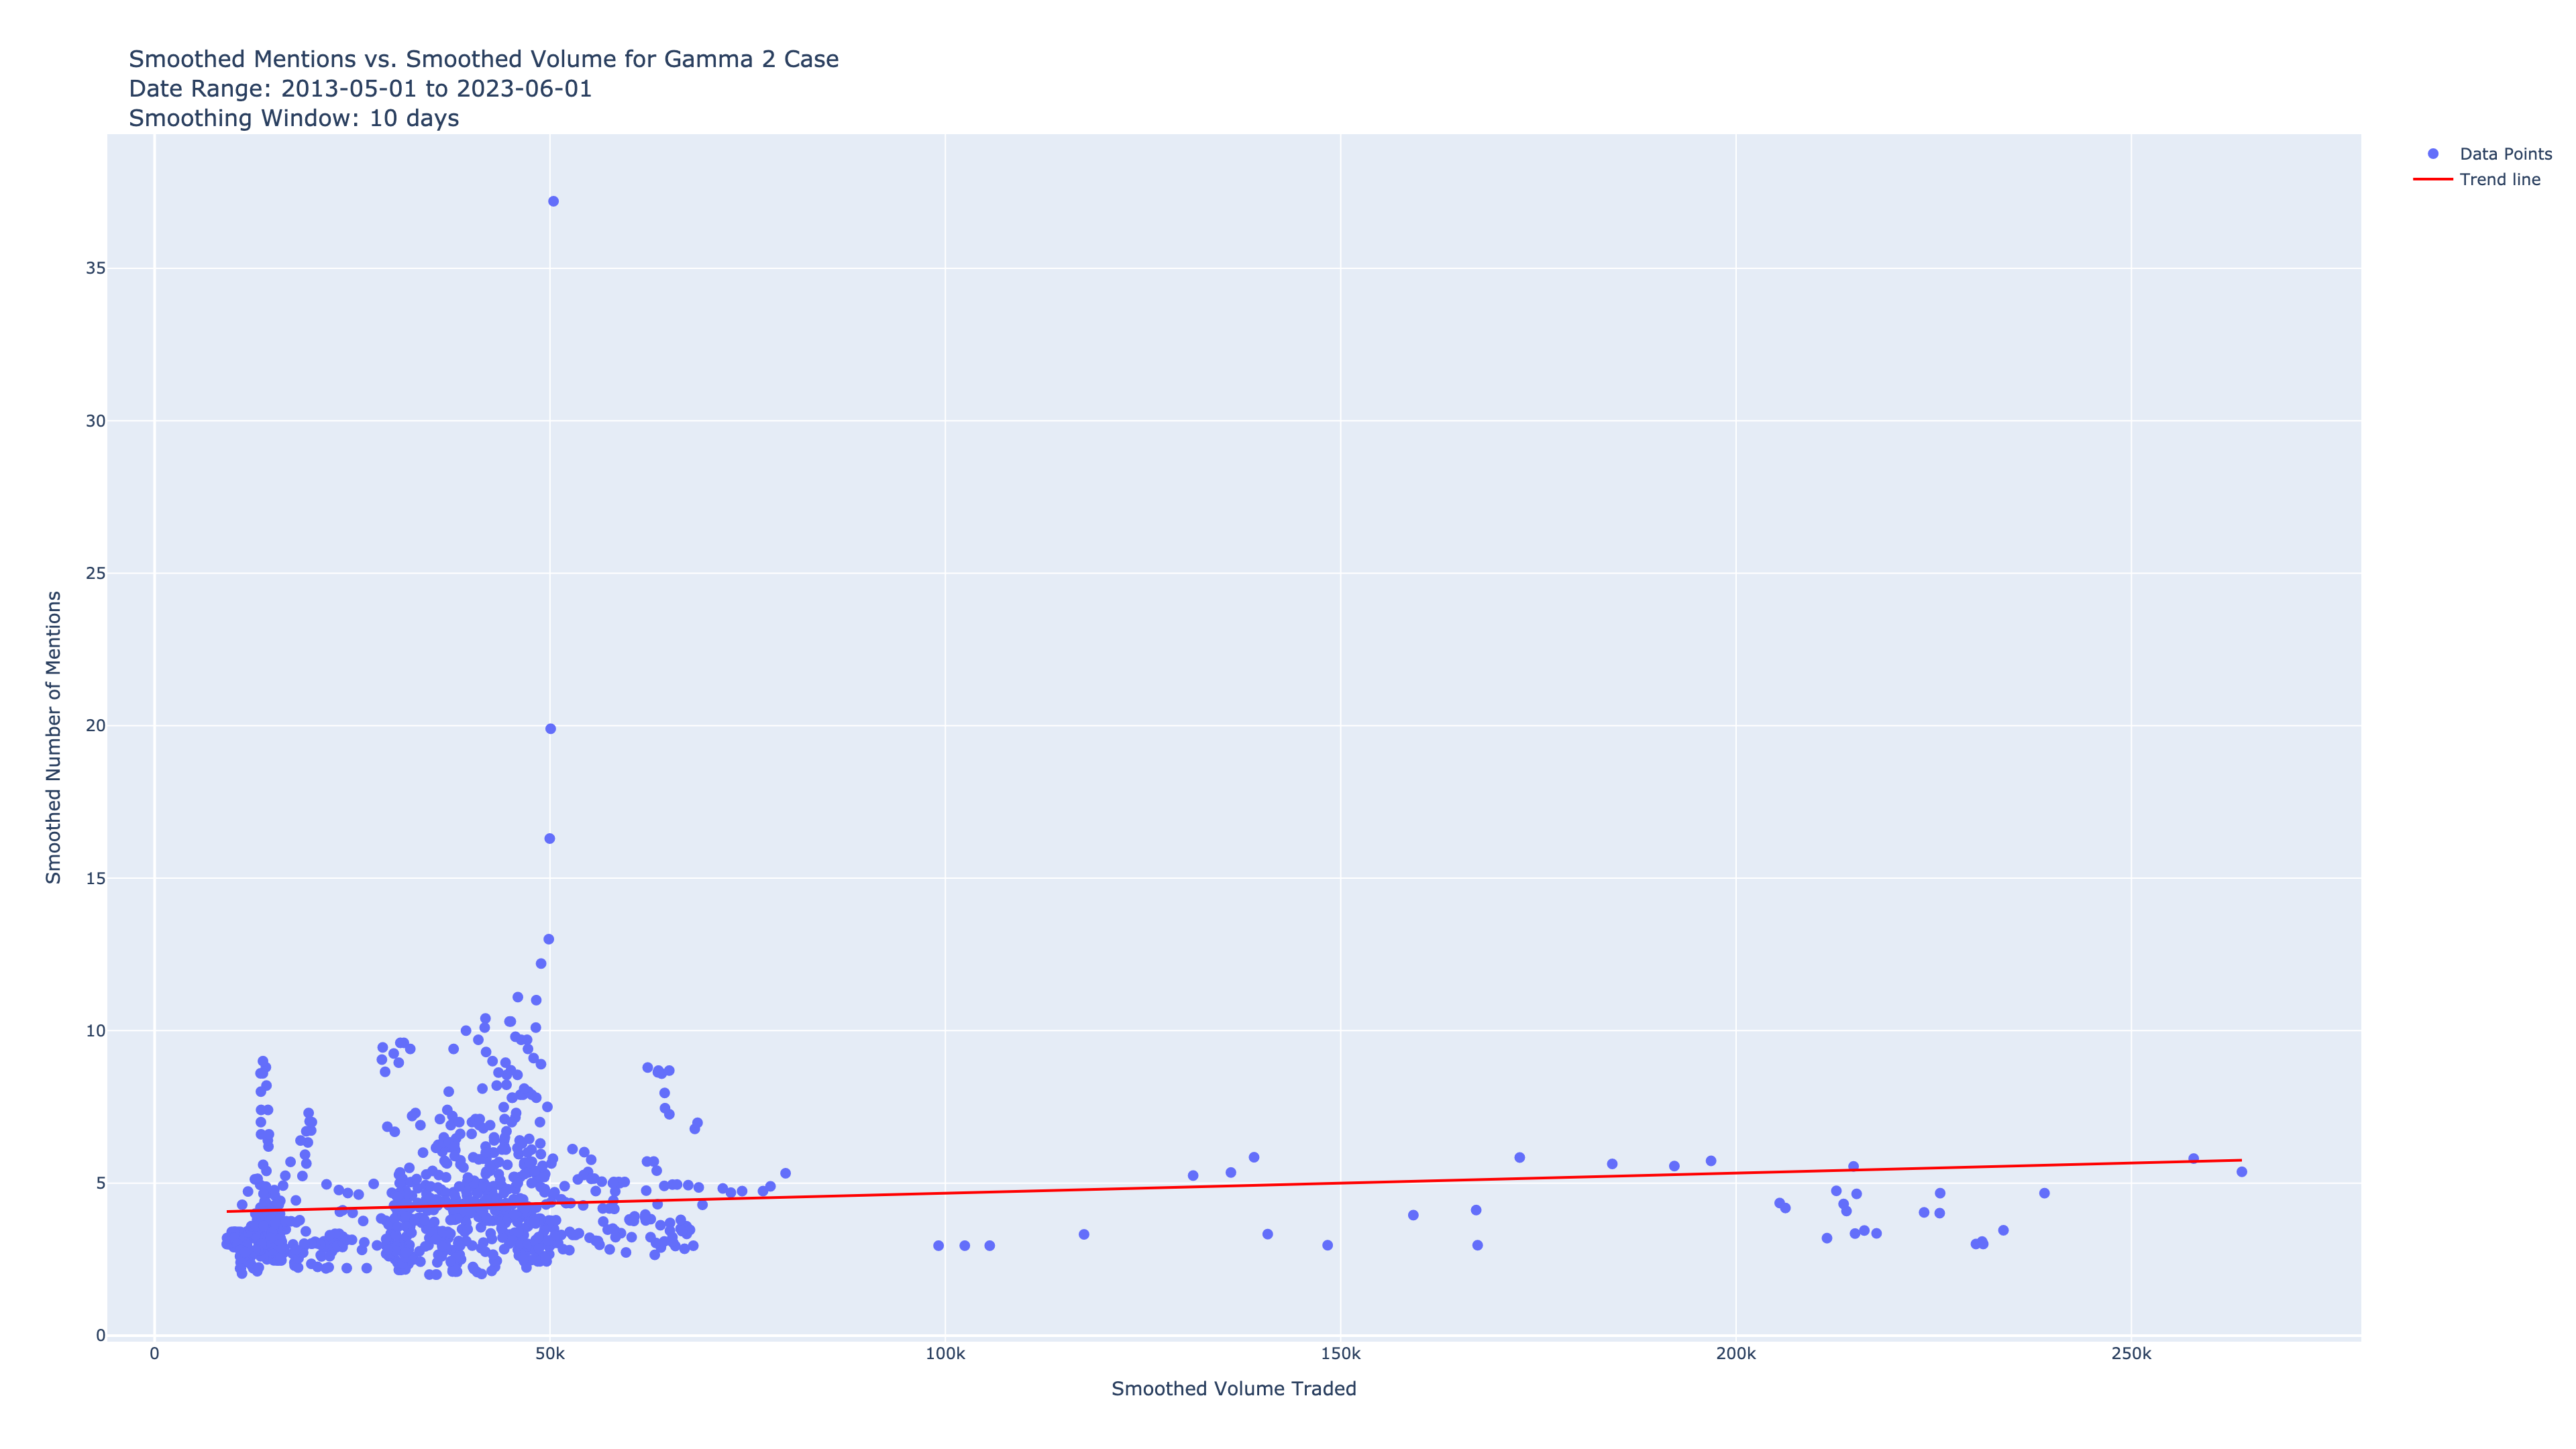 Smoothed Mentions vs. Smoothed Volume for Gamma 2 Case
Date Range: 2013-05-01 to 2023-06-01
Smoothing Window: 10 days
Data Points
Trend line
Smoothed Number of Mentions
35
30
25
20
15
10
5
0
0
50k
100k
150k
200k
250k
Smoothed Volume Traded